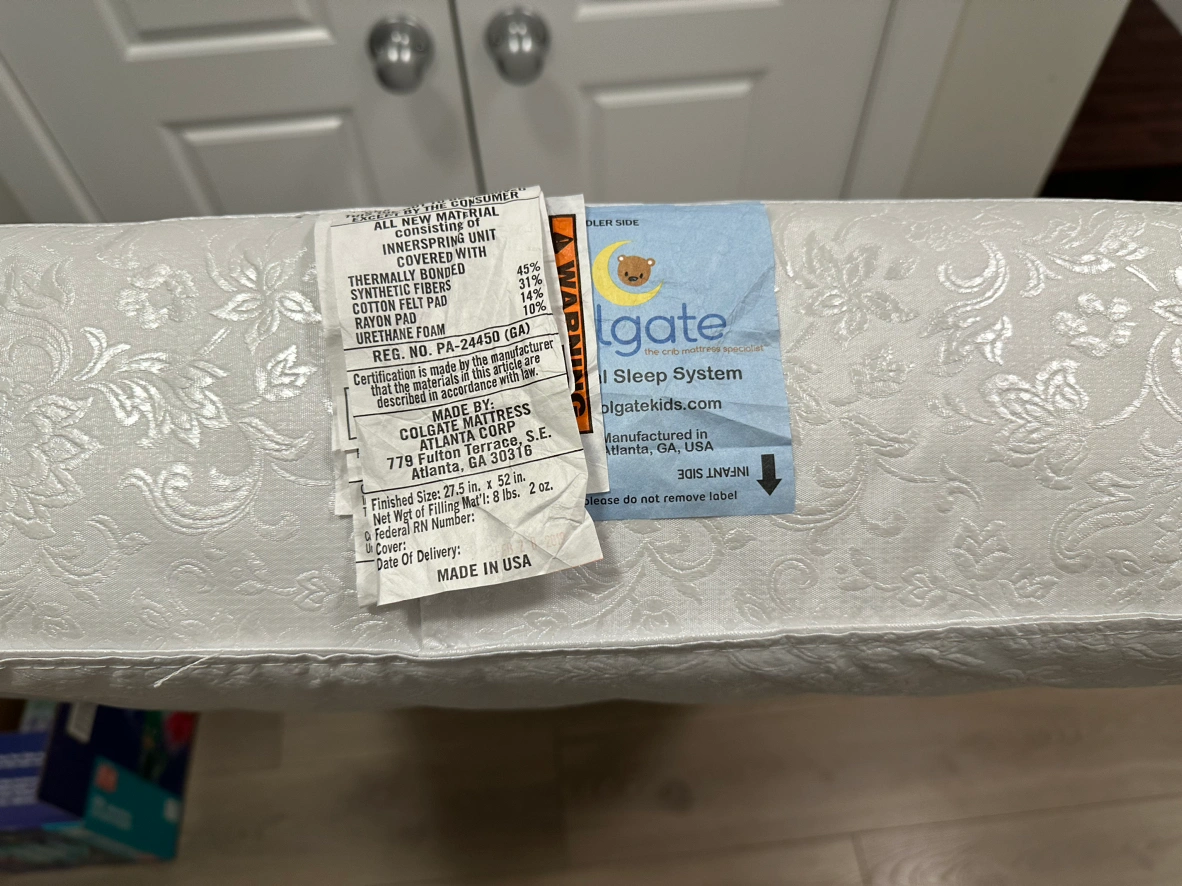 EXCEPT BY THE CONSUMER
ALL NEW MATERIAL
consisting of
INNERSPRING UNIT
COVERED WITH
THERMALLY BONDED
SYNTHETIC FIBERS 45%
COTTON FELT PAD 31%
RAYON PAD 14%
URETHANE FOAM 10%
REG. NO. PA-24450 (GA)
Certification is made by the manufacturer
that the materials in this article are
described in accordance with law.
MADE BY:
COLGATE MATTRESS
ATLANTA CORP
779 Fulton Terrace, S.E.
Atlanta, GA 30316
Finished Size: 27.5 in. x 52 in.
Net Wgt of Filling Mat'l: 8 lbs. 2 oz.
Federal RN Number:
Cover:
Date Of Delivery:
MADE IN USA
WARNING
DLER SIDE
lgate
the crib mattress specialist
l Sleep System
olgatekids.com
Manufactured in
Atlanta, GA, USA
INFANT SIDE
please do not remove label